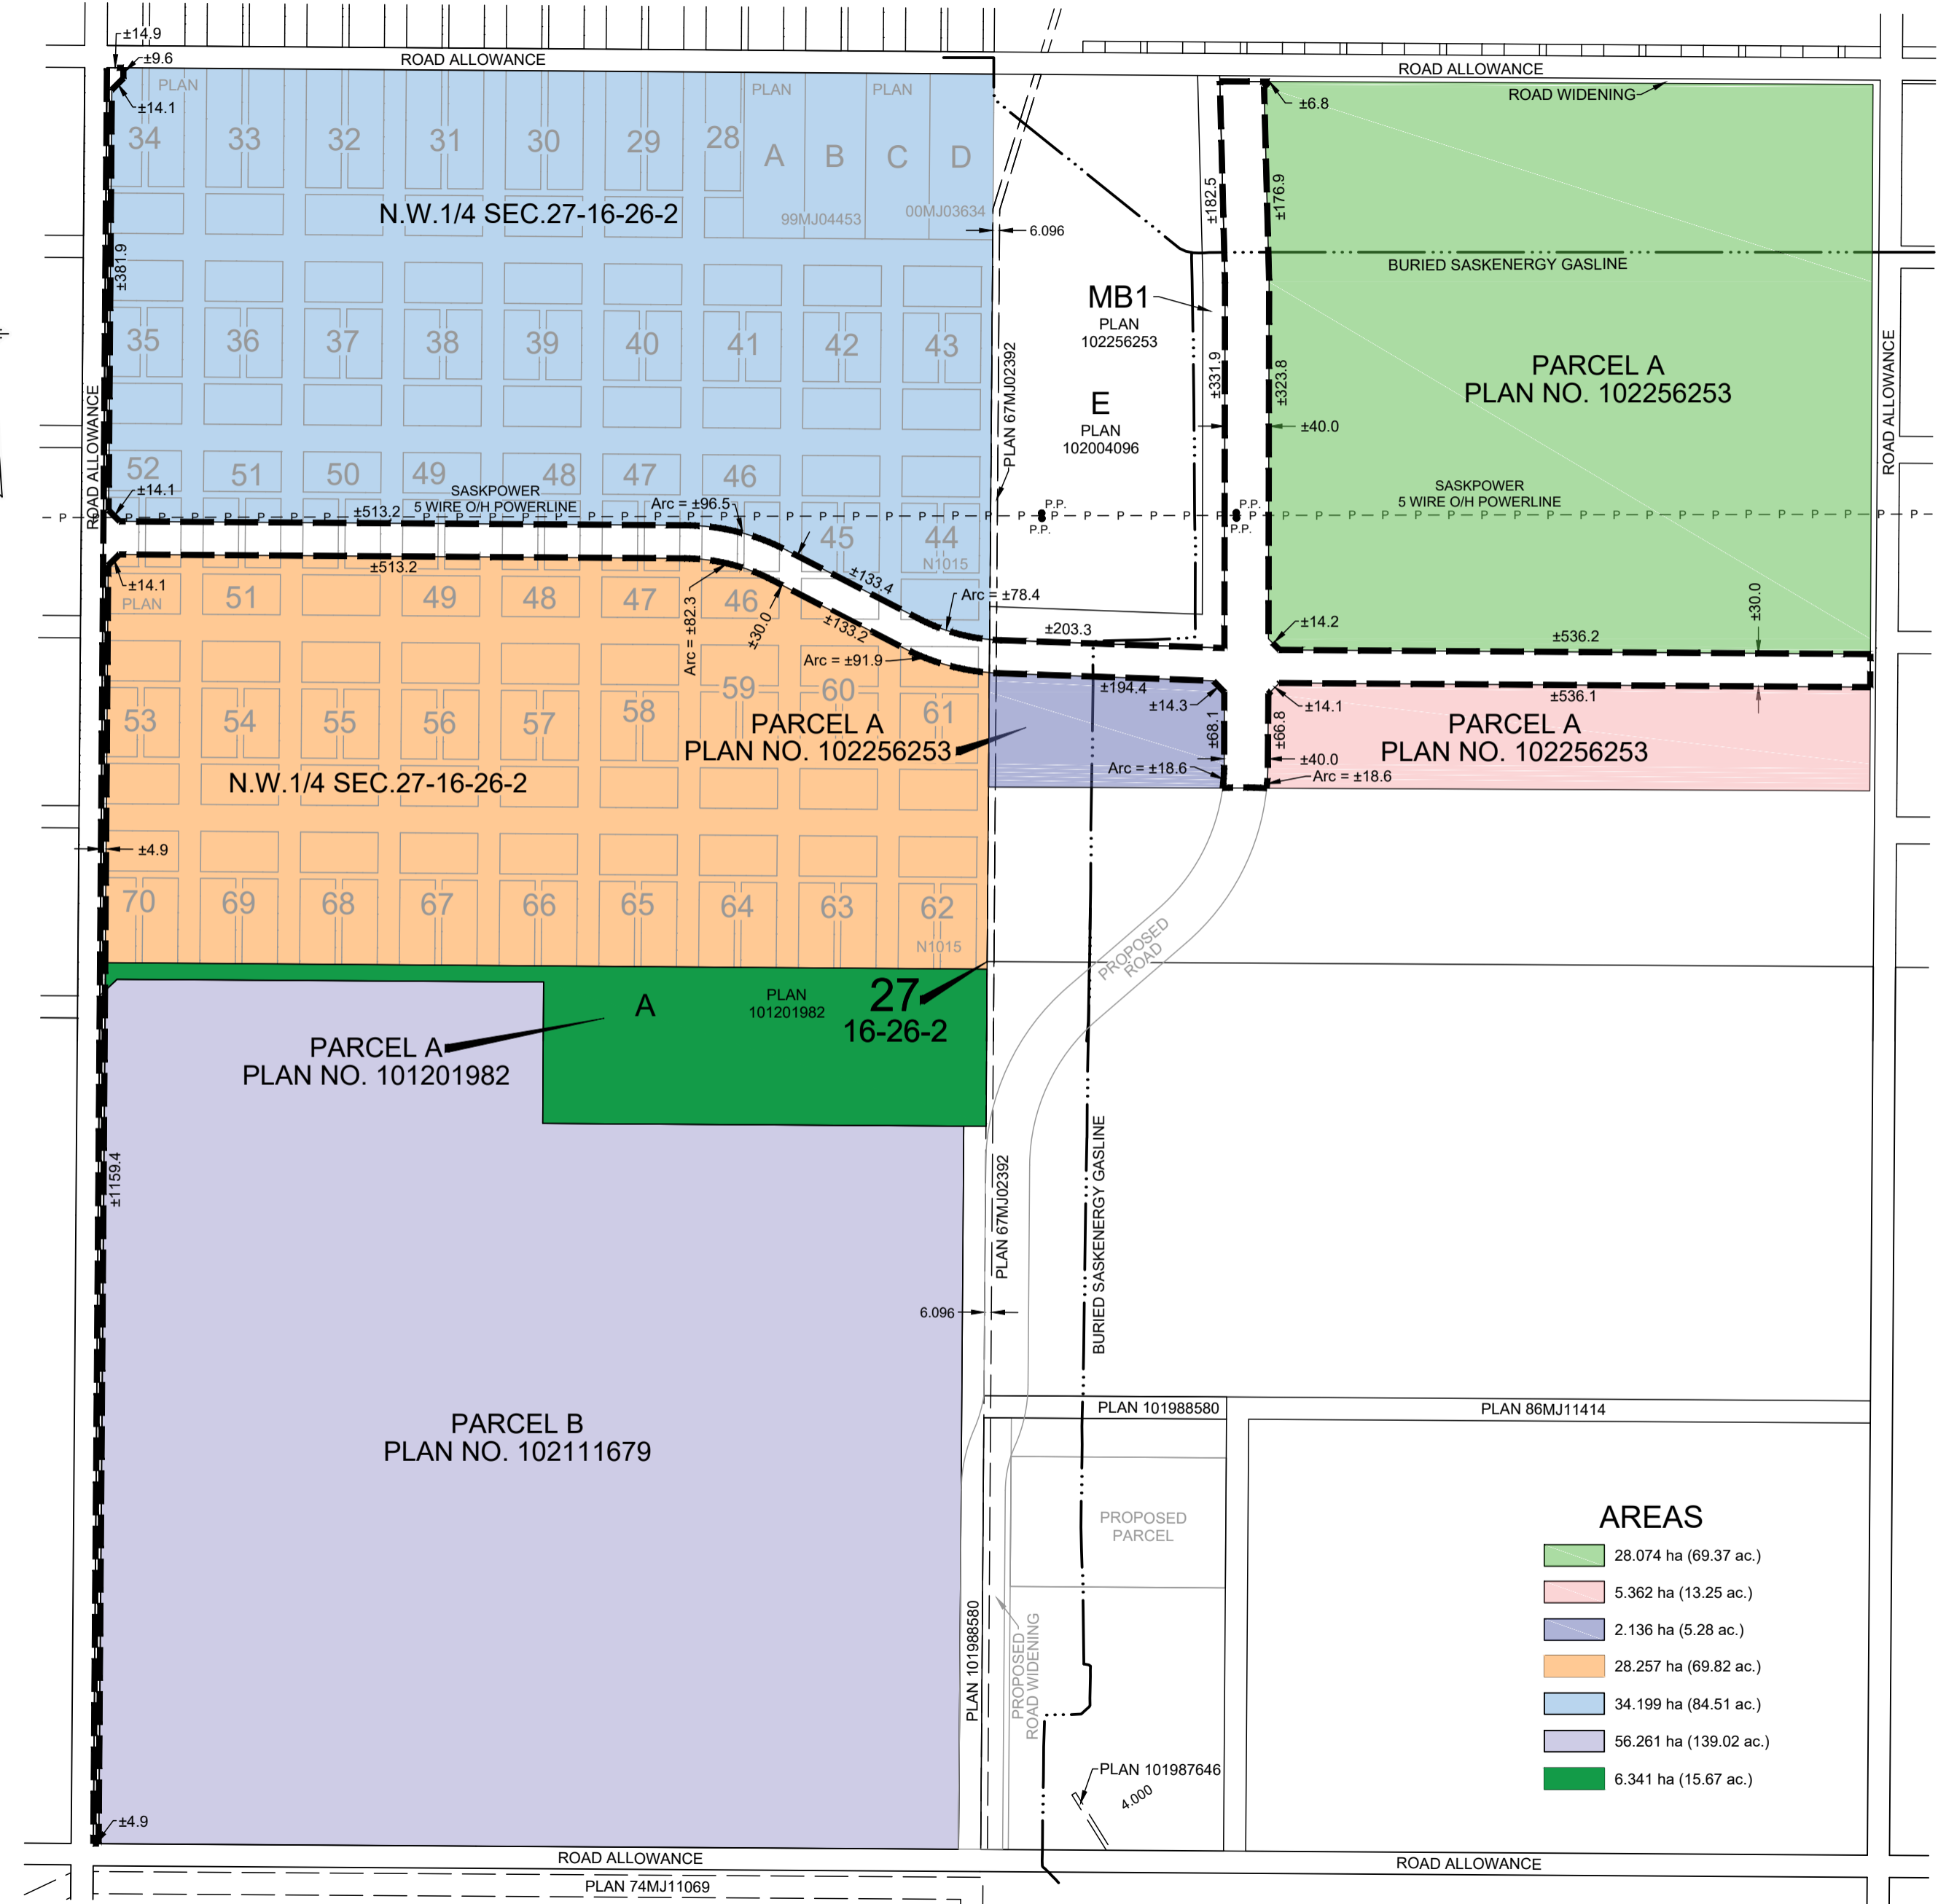 ±14.9
±9.6
ROAD ALLOWANCE
ROAD ALLOWANCE
PLAN
PLAN
PLAN
ROAD WIDENING
±14.1
±6.8
34
33
32
31
30
29
28
A
B
C
D
±182.5
±176.9
N.W.1/4 SEC.27-16-26-2
99MJ04453
00MJ03634
6.096
±381.9
BURIED SASKENERGY GASLINE
MB1
PLAN
102256253
35
36
37
38
39
40
41
42
43
PLAN 67MJ02392
±331.9
±323.8
PARCEL A
PLAN NO. 102256253
ROAD ALLOWANCE
ROAD ALLOWANCE
E
PLAN
102004096
±40.0
52
51
50
49
48
47
46
±14.1
SASKPOWER
5 WIRE O/H POWERLINE
±513.2
Arc = ±96.5
SASKPOWER
5 WIRE O/H POWERLINE
P.P.
P.P.
P.P.
P.P.
P P P P P P P P P P P P P P P P P P P P P P P P P P P P P P P P P P P P P P P P P P P P P P P P P P P P P P P P
45
44
N1015
±513.2
±14.1
PLAN
51
49
48
47
46
±133.4
Arc = ±78.4
±203.3
±14.2
±536.2
±30.0
Arc = ±82.3
±30.0
±133.2
Arc = ±91.9
±194.4
±14.3
±14.1
±536.1
59
60
53
54
55
56
57
58
61
PARCEL A
PLAN NO. 102256253
±68.1
±66.8
PARCEL A
PLAN NO. 102256253
±40.0
Arc = ±18.6
Arc = ±18.6
N.W.1/4 SEC.27-16-26-2
±4.9
70
69
68
67
66
65
64
63
62
N1015
PROPOSED
ROAD
A
PLAN
101201982
27
16-26-2
PARCEL A
PLAN NO. 101201982
±1159.4
PLAN 67MJ02392
BURIED SASKENERGY GASLINE
6.096
PARCEL B
PLAN NO. 102111679
PLAN 101988580
PLAN 86MJ11414
PROPOSED
PARCEL
PLAN 101988580
PROPOSED
ROAD WIDENING
AREAS
28.074 ha (69.37 ac.)
5.362 ha (13.25 ac.)
2.136 ha (5.28 ac.)
28.257 ha (69.82 ac.)
34.199 ha (84.51 ac.)
56.261 ha (139.02 ac.)
6.341 ha (15.67 ac.)
PLAN 101987646
4.000
±4.9
ROAD ALLOWANCE
ROAD ALLOWANCE
PLAN 74MJ11069